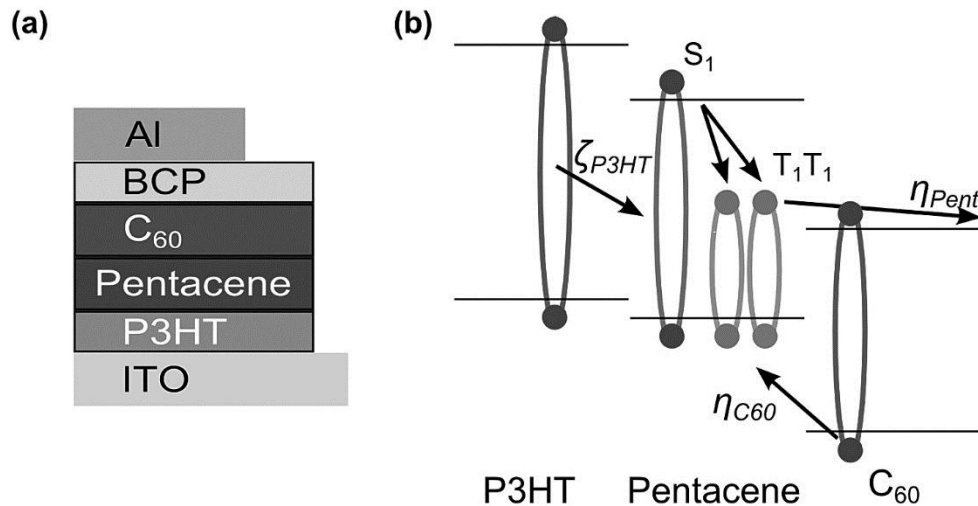 (a)
Al
BCP
C₆₀
Pentacene
P3HT
ITO
(b)
S₁
ζP3HT
T₁T₁
ηPent
ηC60
P3HT Pentacene C₆₀